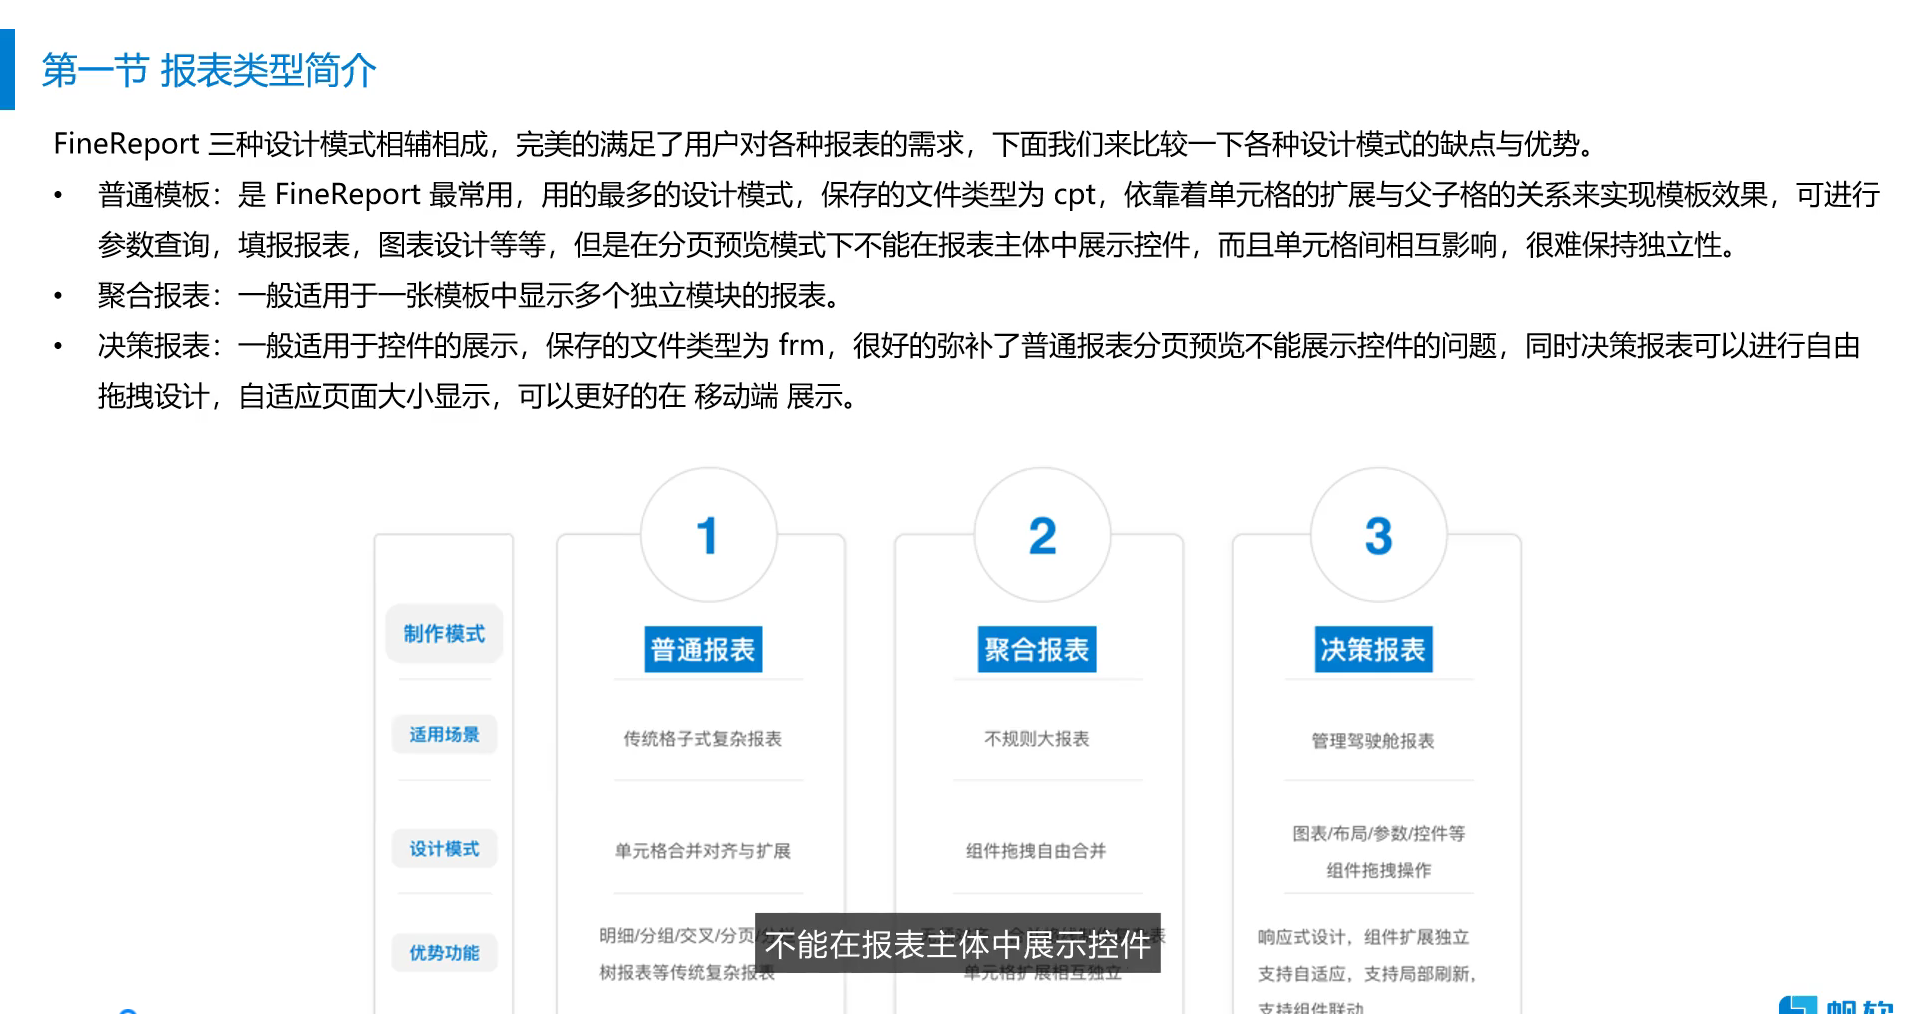 第一节 报表类型简介
FineReport 三种设计模式相辅相成，完美的满足了用户对各种报表的需求，下面我们来比较一下各种设计模式的缺点与优势。
• 普通模板：是 FineReport 最常用，用的最多的设计模式，保存的文件类型为 cpt，依靠着单元格的扩展与父子格的关系来实现模板效果，可进行
参数查询，填报报表，图表设计等等，但是在分页预览模式下不能在报表主体中展示控件，而且单元格间相互影响，很难保持独立性。
• 聚合报表：一般适用于一张模板中显示多个独立模块的报表。
• 决策报表：一般适用于控件的展示，保存的文件类型为 frm，很好的弥补了普通报表分页预览不能展示控件的问题，同时决策报表可以进行自由
拖拽设计，自适应页面大小显示，可以更好的在 移动端 展示。
1
2
3
制作模式
普通报表
聚合报表
决策报表
适用场景
传统格子式复杂报表
不规则大报表
管理驾驶舱报表
设计模式
单元格合并对齐与扩展
组件拖拽自由合并
图表/布局/参数/控件等
组件拖拽操作
优势功能
明细/分组/交叉/分页/
树报表等传统复杂报表
单元格扩展相互独立
响应式设计，组件扩展独立
支持自适应，支持局部刷新，
支持组件联动
不能在报表主体中展示控件
帆软